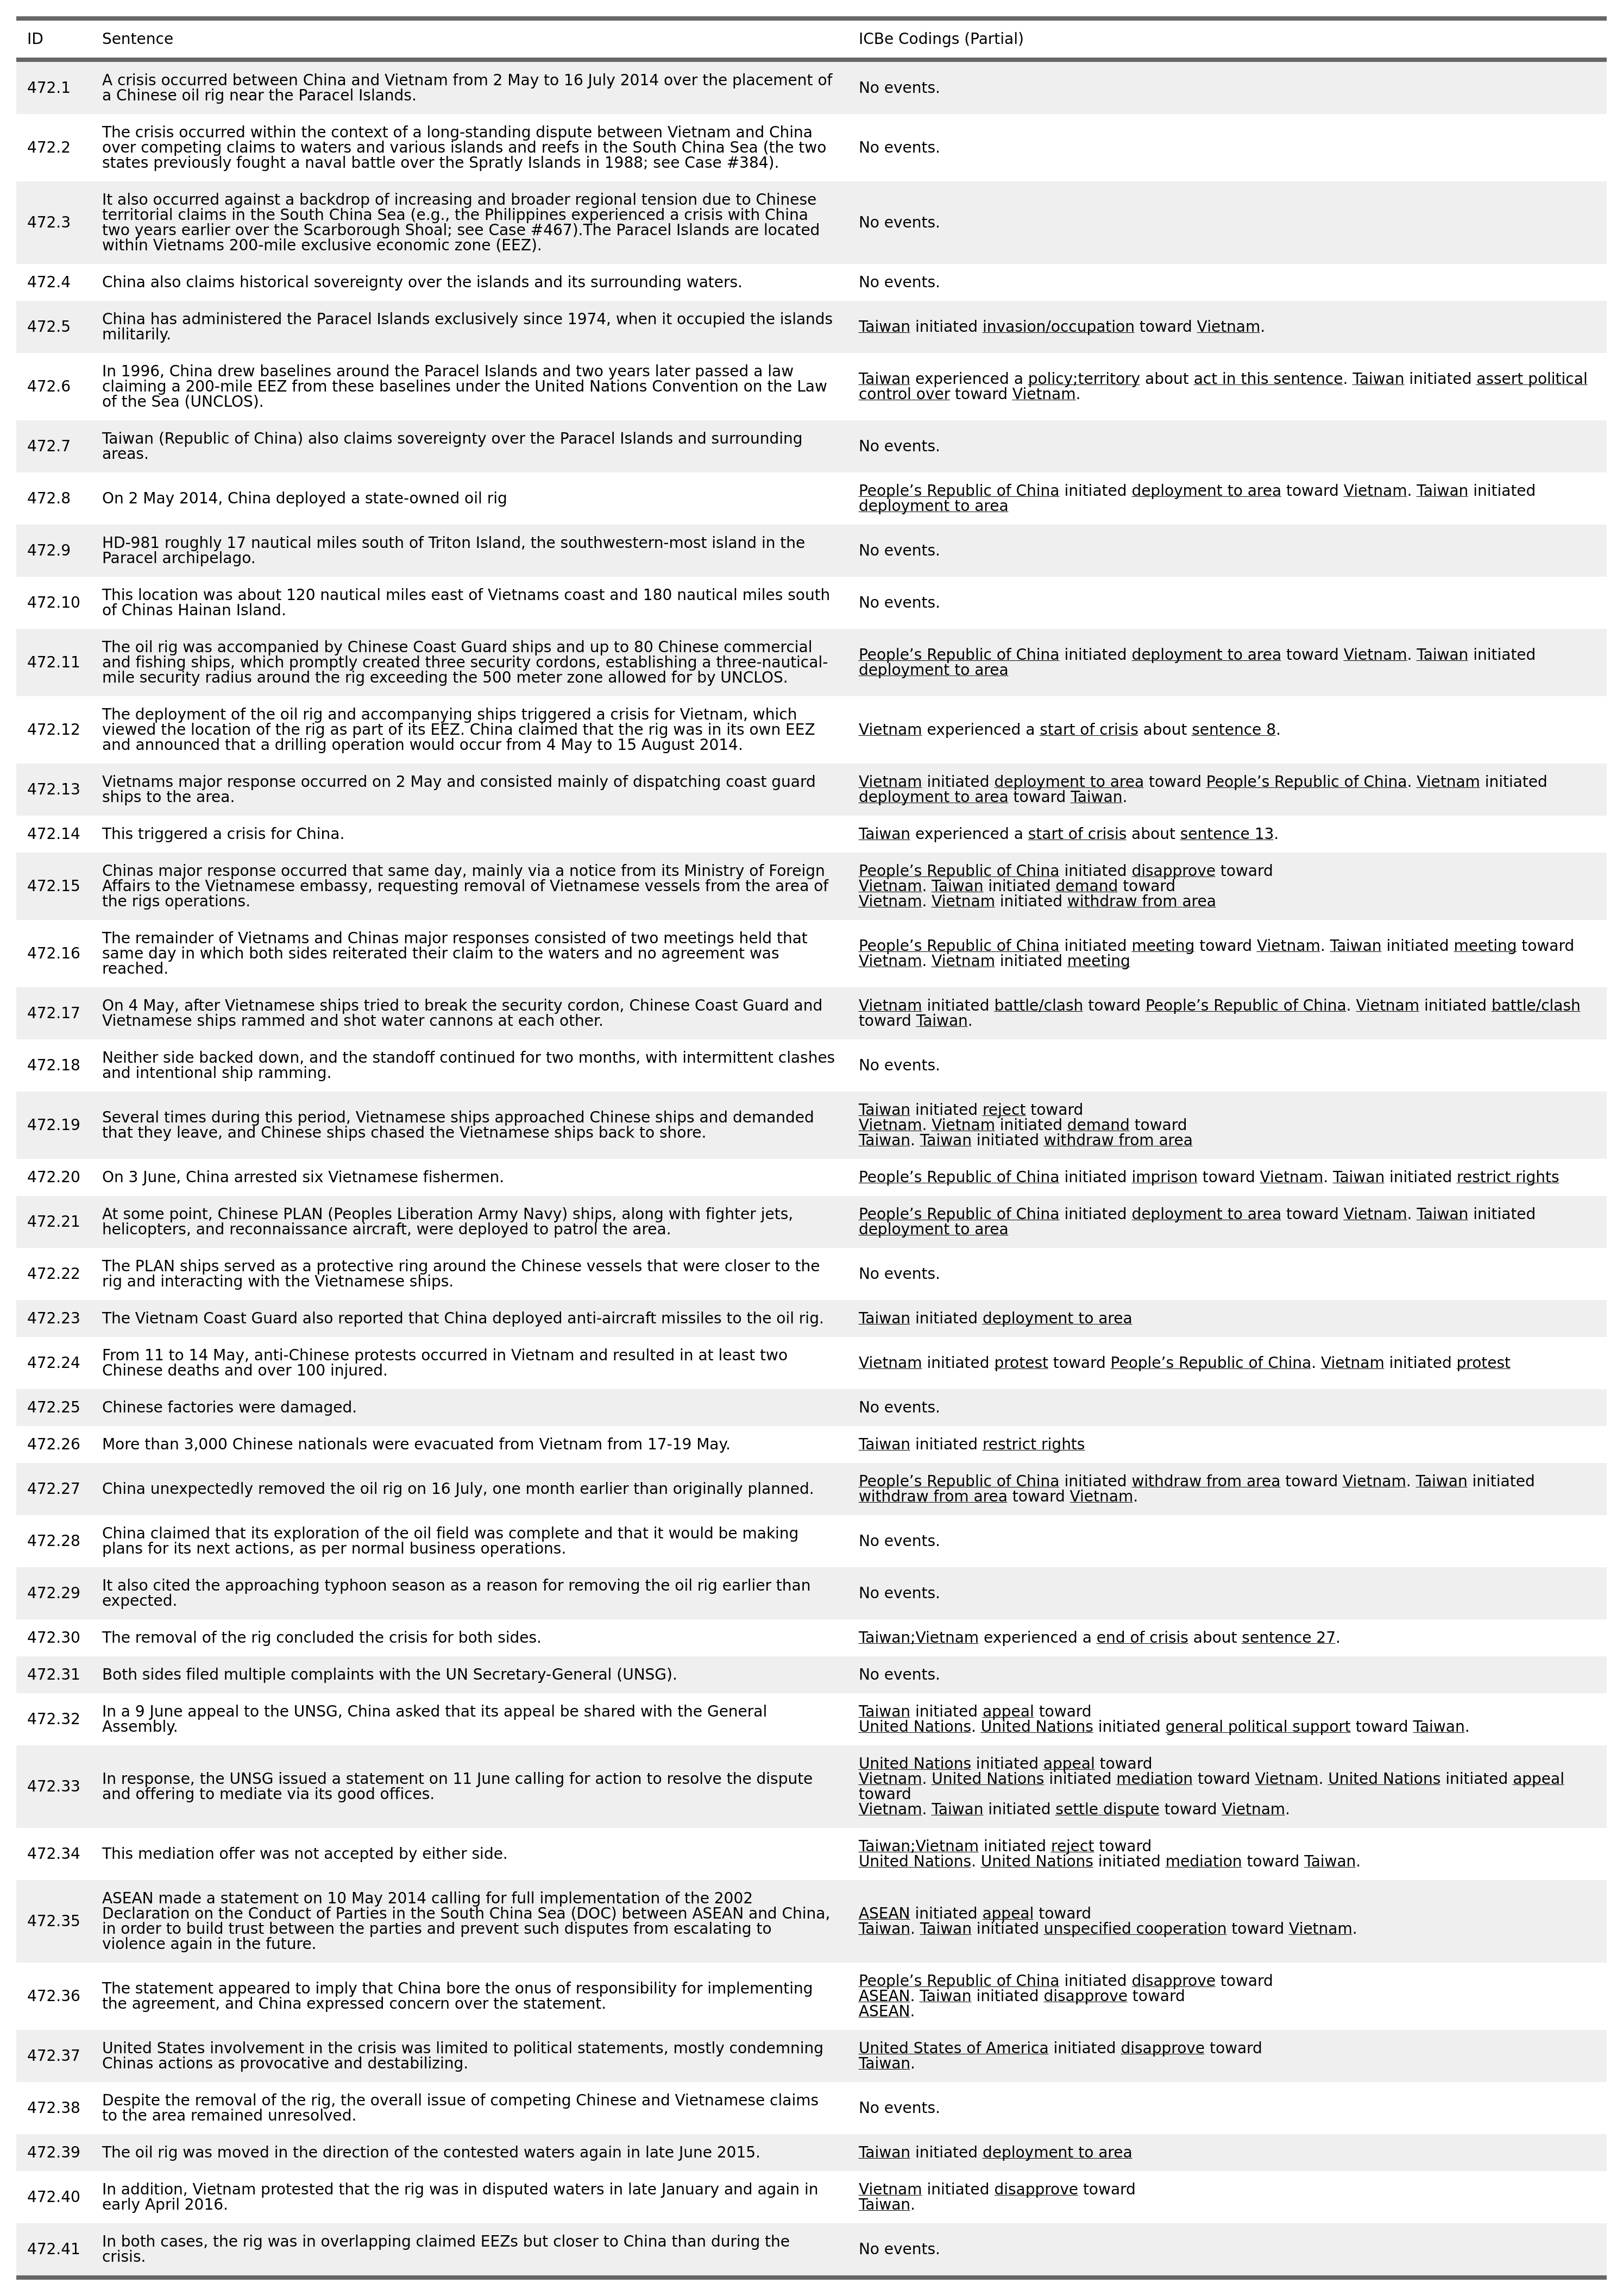 ID Sentence ICBe Codings (Partial)
472.1 A crisis occurred between China and Vietnam from 2 May to 16 July 2014 over the placement of
a Chinese oil rig near the Paracel Islands.
No events.
472.2 The crisis occurred within the context of a long-standing dispute between Vietnam and China
over competing claims to waters and various islands and reefs in the South China Sea (the two
states previously fought a naval battle over the Spratly Islands in 1988; see Case #384).
No events.
472.3 It also occurred against a backdrop of increasing and broader regional tension due to Chinese
territorial claims in the South China Sea (e.g., the Philippines experienced a crisis with China
two years earlier over the Scarborough Shoal; see Case #467).The Paracel Islands are located
within Vietnams 200-mile exclusive economic zone (EEZ).
No events.
472.4 China also claims historical sovereignty over the islands and its surrounding waters.
No events.
472.5 China has administered the Paracel Islands exclusively since 1974, when it occupied the islands
militarily.
Taiwan initiated invasion/occupation toward Vietnam.
472.6 In 1996, China drew baselines around the Paracel Islands and two years later passed a law
claiming a 200-mile EEZ from these baselines under the United Nations Convention on the Law
of the Sea (UNCLOS).
Taiwan experienced a policy;territory about act in this sentence. Taiwan initiated assert political
control over toward Vietnam.
472.7 Taiwan (Republic of China) also claims sovereignty over the Paracel Islands and surrounding
areas.
No events.
472.8 On 2 May 2014, China deployed a state-owned oil rig
People’s Republic of China initiated deployment to area toward Vietnam. Taiwan initiated
deployment to area
472.9 HD-981 roughly 17 nautical miles south of Triton Island, the southwestern-most island in the
Paracel archipelago.
No events.
472.10 This location was about 120 nautical miles east of Vietnams coast and 180 nautical miles south
of Chinas Hainan Island.
No events.
472.11 The oil rig was accompanied by Chinese Coast Guard ships and up to 80 Chinese commercial
and fishing ships, which promptly created three security cordons, establishing a three-nautical-
mile security radius around the rig exceeding the 500 meter zone allowed for by UNCLOS.
People’s Republic of China initiated deployment to area toward Vietnam. Taiwan initiated
deployment to area
472.12 The deployment of the oil rig and accompanying ships triggered a crisis for Vietnam, which
viewed the location of the rig as part of its EEZ. China claimed that the rig was in its own EEZ
and announced that a drilling operation would occur from 4 May to 15 August 2014.
Vietnam experienced a start of crisis about sentence 8.
472.13 Vietnams major response occurred on 2 May and consisted mainly of dispatching coast guard
ships to the area.
Vietnam initiated deployment to area toward People’s Republic of China. Vietnam initiated
deployment to area toward Taiwan.
472.14 This triggered a crisis for China.
Taiwan experienced a start of crisis about sentence 13.
472.15 Chinas major response occurred that same day, mainly via a notice from its Ministry of Foreign
Affairs to the Vietnamese embassy, requesting removal of Vietnamese vessels from the area of
the rigs operations.
People’s Republic of China initiated disapprove toward
Vietnam. Taiwan initiated demand toward
Vietnam. Vietnam initiated withdraw from area
472.16 The remainder of Vietnams and Chinas major responses consisted of two meetings held that
same day in which both sides reiterated their claim to the waters and no agreement was
reached.
People’s Republic of China initiated meeting toward Vietnam. Taiwan initiated meeting toward
Vietnam. Vietnam initiated meeting
472.17 On 4 May, after Vietnamese ships tried to break the security cordon, Chinese Coast Guard and
Vietnamese ships rammed and shot water cannons at each other.
Vietnam initiated battle/clash toward People’s Republic of China. Vietnam initiated battle/clash
toward Taiwan.
472.18 Neither side backed down, and the standoff continued for two months, with intermittent clashes
and intentional ship ramming.
No events.
472.19 Several times during this period, Vietnamese ships approached Chinese ships and demanded
that they leave, and Chinese ships chased the Vietnamese ships back to shore.
Taiwan initiated reject toward
Vietnam. Vietnam initiated demand toward
Taiwan. Taiwan initiated withdraw from area
472.20 On 3 June, China arrested six Vietnamese fishermen.
People’s Republic of China initiated imprison toward Vietnam. Taiwan initiated restrict rights
472.21 At some point, Chinese PLAN (Peoples Liberation Army Navy) ships, along with fighter jets,
helicopters, and reconnaissance aircraft, were deployed to patrol the area.
People’s Republic of China initiated deployment to area toward Vietnam. Taiwan initiated
deployment to area
472.22 The PLAN ships served as a protective ring around the Chinese vessels that were closer to the
rig and interacting with the Vietnamese ships.
No events.
472.23 The Vietnam Coast Guard also reported that China deployed anti-aircraft missiles to the oil rig.
Taiwan initiated deployment to area
472.24 From 11 to 14 May, anti-Chinese protests occurred in Vietnam and resulted in at least two
Chinese deaths and over 100 injured.
Vietnam initiated protest toward People’s Republic of China. Vietnam initiated protest
472.25 Chinese factories were damaged.
No events.
472.26 More than 3,000 Chinese nationals were evacuated from Vietnam from 17-19 May.
Taiwan initiated restrict rights
472.27 China unexpectedly removed the oil rig on 16 July, one month earlier than originally planned.
People’s Republic of China initiated withdraw from area toward Vietnam. Taiwan initiated
withdraw from area toward Vietnam.
472.28 China claimed that its exploration of the oil field was complete and that it would be making
plans for its next actions, as per normal business operations.
No events.
472.29 It also cited the approaching typhoon season as a reason for removing the oil rig earlier than
expected.
No events.
472.30 The removal of the rig concluded the crisis for both sides.
Taiwan;Vietnam experienced a end of crisis about sentence 27.
472.31 Both sides filed multiple complaints with the UN Secretary-General (UNSG).
No events.
472.32 In a 9 June appeal to the UNSG, China asked that its appeal be shared with the General
Assembly.
Taiwan initiated appeal toward
United Nations. United Nations initiated general political support toward Taiwan.
472.33 In response, the UNSG issued a statement on 11 June calling for action to resolve the dispute
and offering to mediate via its good offices.
United Nations initiated appeal toward
Vietnam. United Nations initiated mediation toward Vietnam. United Nations initiated appeal
toward
Vietnam. Taiwan initiated settle dispute toward Vietnam.
472.34 This mediation offer was not accepted by either side.
Taiwan;Vietnam initiated reject toward
United Nations. United Nations initiated mediation toward Taiwan.
472.35 ASEAN made a statement on 10 May 2014 calling for full implementation of the 2002
Declaration on the Conduct of Parties in the South China Sea (DOC) between ASEAN and China,
in order to build trust between the parties and prevent such disputes from escalating to
violence again in the future.
ASEAN initiated appeal toward
Taiwan. Taiwan initiated unspecified cooperation toward Vietnam.
472.36 The statement appeared to imply that China bore the onus of responsibility for implementing
the agreement, and China expressed concern over the statement.
People’s Republic of China initiated disapprove toward
ASEAN. Taiwan initiated disapprove toward
ASEAN.
472.37 United States involvement in the crisis was limited to political statements, mostly condemning
Chinas actions as provocative and destabilizing.
United States of America initiated disapprove toward
Taiwan.
472.38 Despite the removal of the rig, the overall issue of competing Chinese and Vietnamese claims
to the area remained unresolved.
No events.
472.39 The oil rig was moved in the direction of the contested waters again in late June 2015.
Taiwan initiated deployment to area
472.40 In addition, Vietnam protested that the rig was in disputed waters in late January and again in
early April 2016.
Vietnam initiated disapprove toward
Taiwan.
472.41 In both cases, the rig was in overlapping claimed EEZs but closer to China than during the
crisis.
No events.